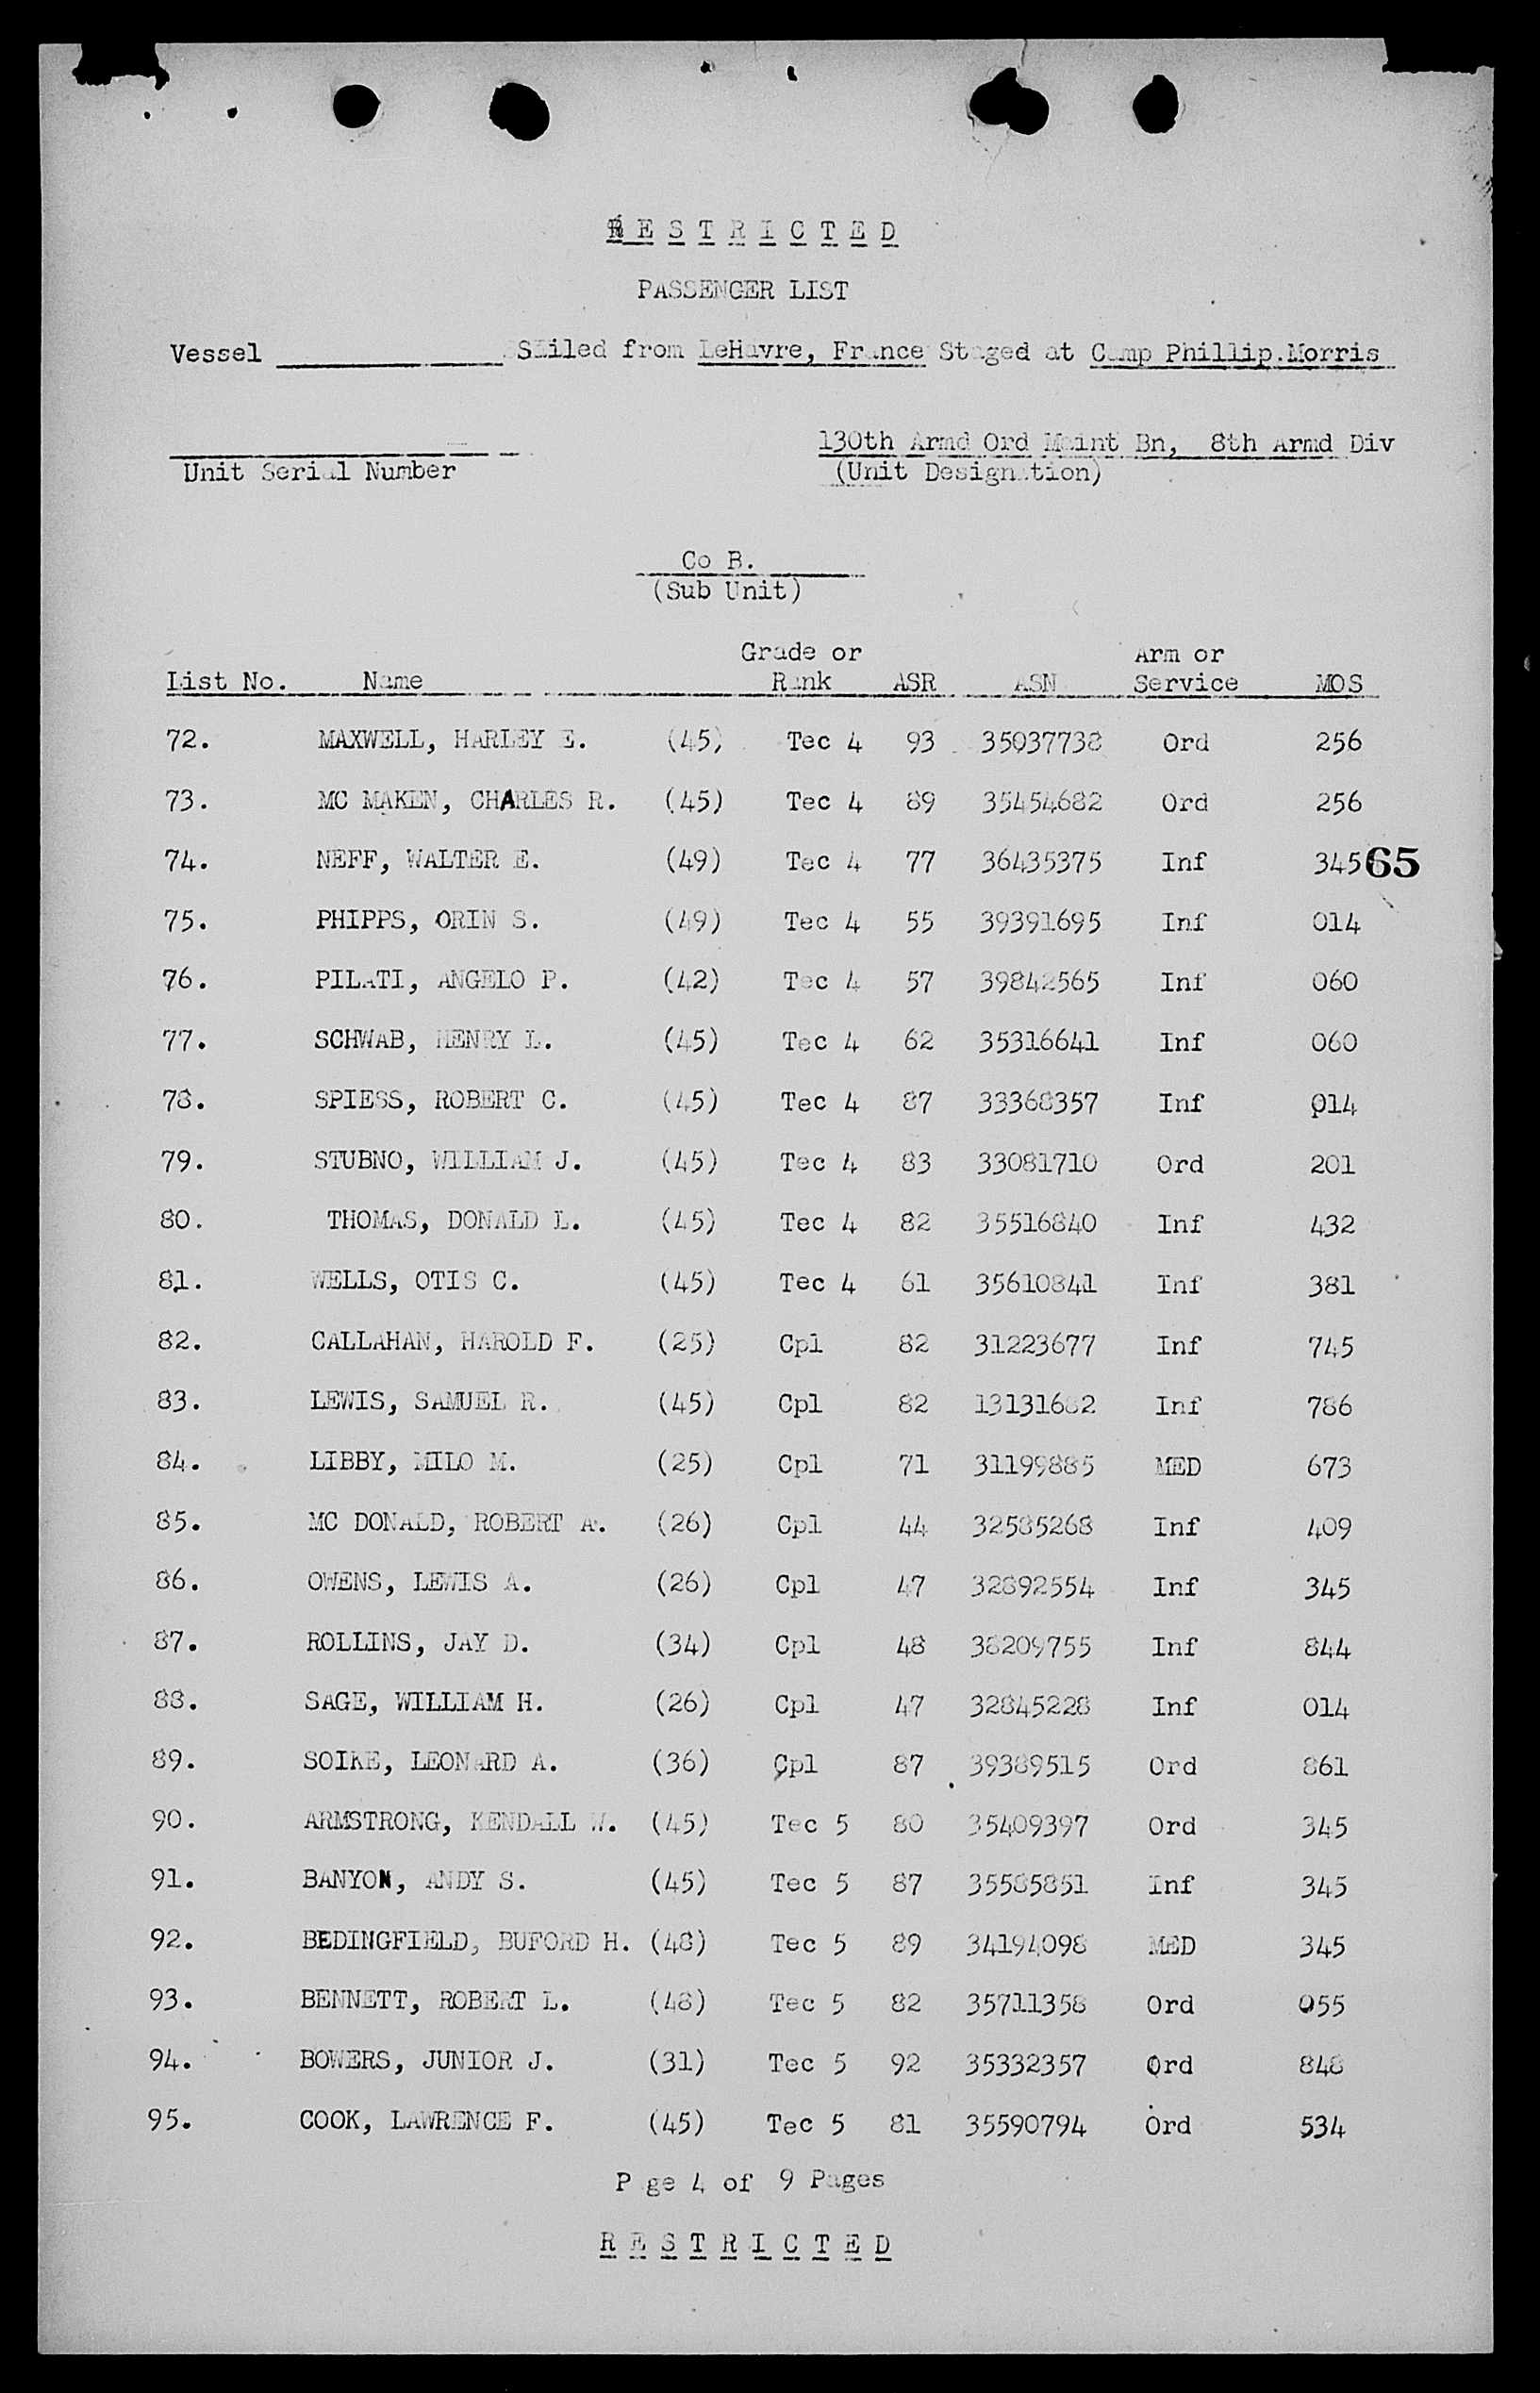 R E S T R I C T E D
PASSENGER LIST
Vessel Sailed from LeHavre, France Staged at Camp Phillip.Morris
130th Armd Ord Maint Bn, 8th Armd Div
Unit Serial Number (Unit Designation)
Co B.
(Sub Unit)
Grade or Arm or
List No. Name Rank ASR ASN Service MOS
72. MAXWELL, HARLEY E. (45) Tec 4 93 35037738 Ord 256
73. MC MAKEN, CHARLES R. (45) Tec 4 89 35454682 Ord 256
74. NEFF, WALTER E. (49) Tec 4 77 36435375 Inf 345 65
75. PHIPPS, ORIN S. (49) Tec 4 55 39391695 Inf 014
76. PILATI, ANGELO P. (42) Tec 4 57 39842565 Inf 060
77. SCHWAB, HENRY L. (45) Tec 4 62 35316641 Inf 060
78. SPIESS, ROBERT C. (45) Tec 4 87 33368357 Inf 014
79. STUBNO, WILLIAM J. (45) Tec 4 83 33081710 Ord 201
80. THOMAS, DONALD L. (45) Tec 4 82 35516840 Inf 432
81. WELLS, OTIS C. (45) Tec 4 61 35610841 Inf 381
82. CALLAHAN, HAROLD F. (25) Cpl 82 31223677 Inf 745
83. LEWIS, SAMUEL R. (45) Cpl 82 13131682 Inf 786
84. LIBBY, MILO M. (25) Cpl 71 31199885 MED 673
85. MC DONALD, ROBERT A. (26) Cpl 44 32585268 Inf 409
86. OWENS, LEWIS A. (26) Cpl 47 32892554 Inf 345
87. ROLLINS, JAY D. (34) Cpl 48 38209755 Inf 844
88. SAGE, WILLIAM H. (26) Cpl 47 32845228 Inf 014
89. SOIKE, LEONARD A. (36) Cpl 87 39389515 Ord 861
90. ARMSTRONG, KENDALL W. (45) Tec 5 80 35409397 Ord 345
91. BANYON, ANDY S. (45) Tec 5 87 35585851 Inf 345
92. BEDINGFIELD, BUFORD H. (48) Tec 5 89 34194098 MED 345
93. BENNETT, ROBERT L. (48) Tec 5 82 35711358 Ord 055
94. BOWERS, JUNIOR J. (31) Tec 5 92 35332357 Ord 848
95. COOK, LAWRENCE F. (45) Tec 5 81 35590794 Ord 534
Page 4 of 9 Pages
R E S T R I C T E D